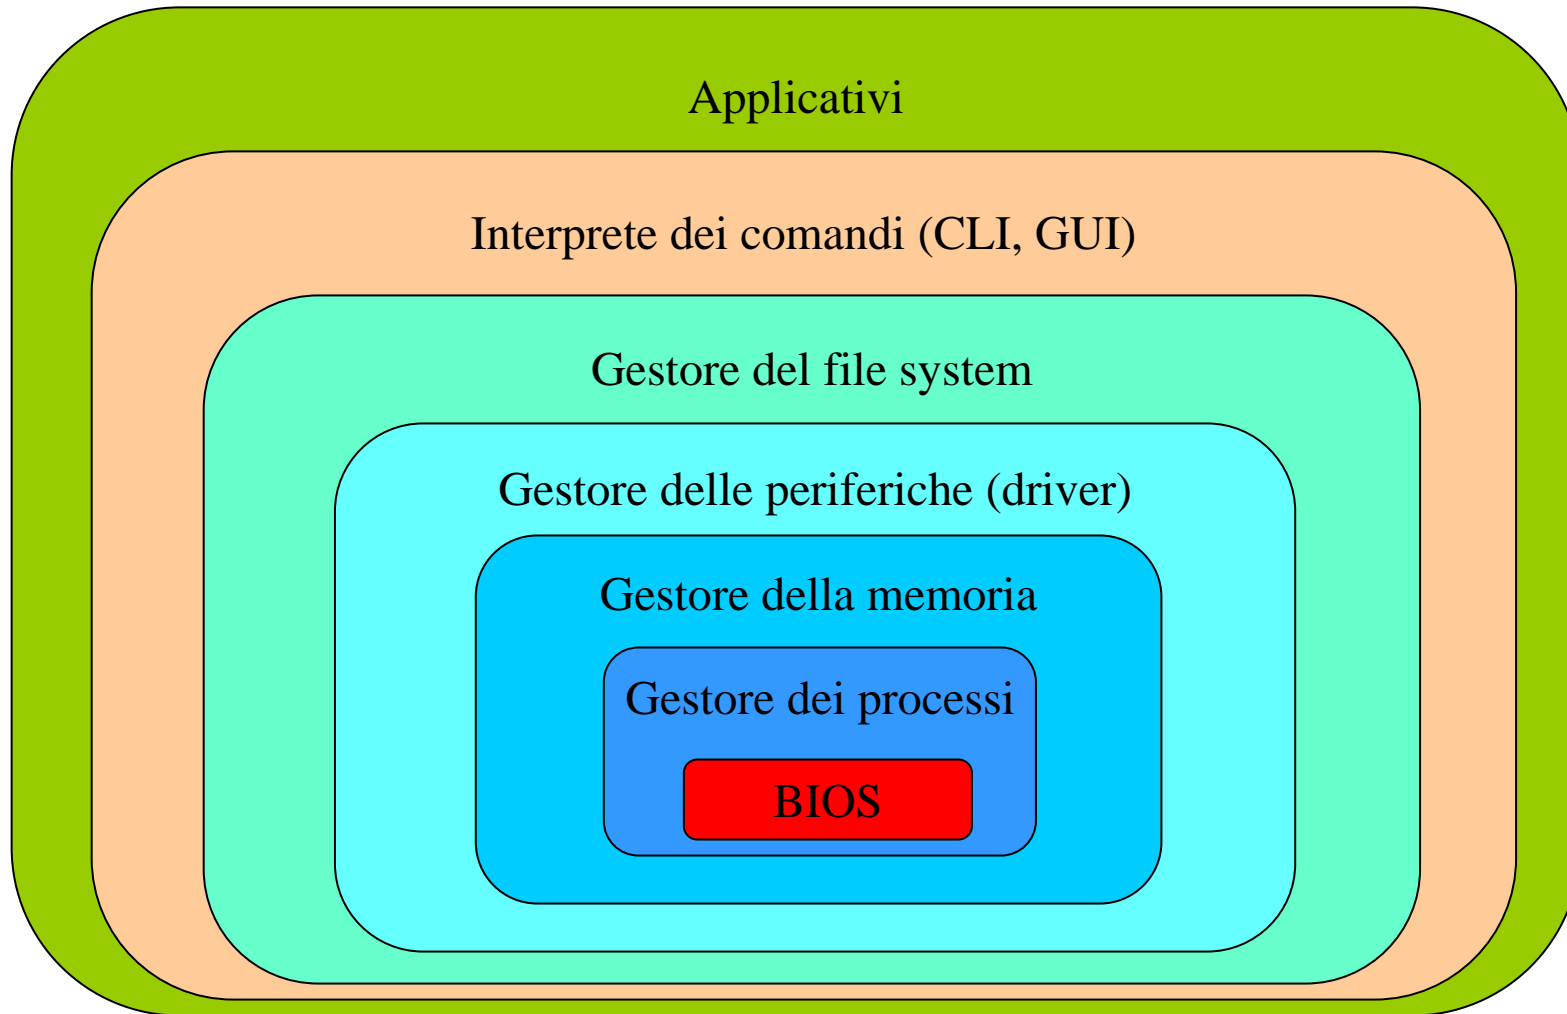 Applicativi
Interprete dei comandi (CLI, GUI)
Gestore del file system
Gestore delle periferiche (driver)
Gestore della memoria
Gestore dei processi
BIOS